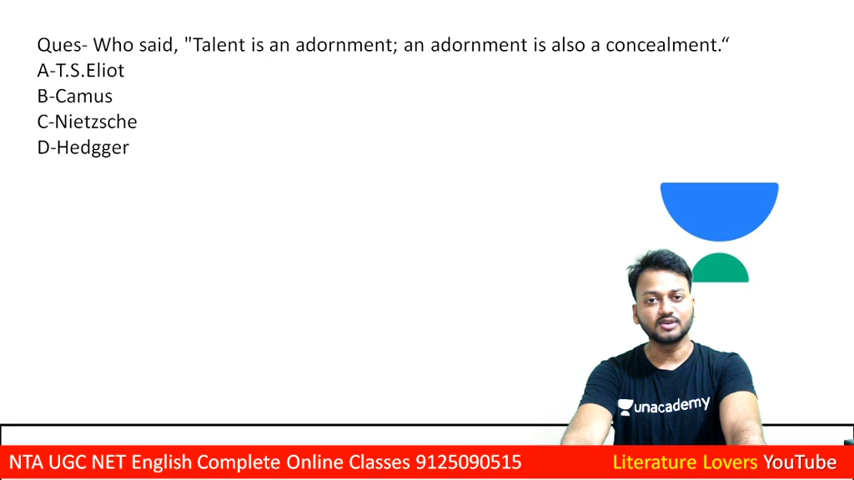 Ques- Who said, "Talent is an adornment; an adornment is also a concealment.“
A-T.S.Eliot
B-Camus
C-Nietzsche
D-Hedgger
unacademy
NTA UGC NET English Complete Online Classes 9125090515
Literature Lovers YouTube